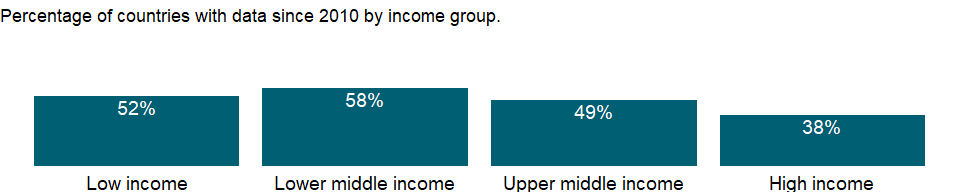 Percentage of countries with data since 2010 by income group.
52%
58%
49%
38%
Low income
Lower middle income
Upper middle income
High income